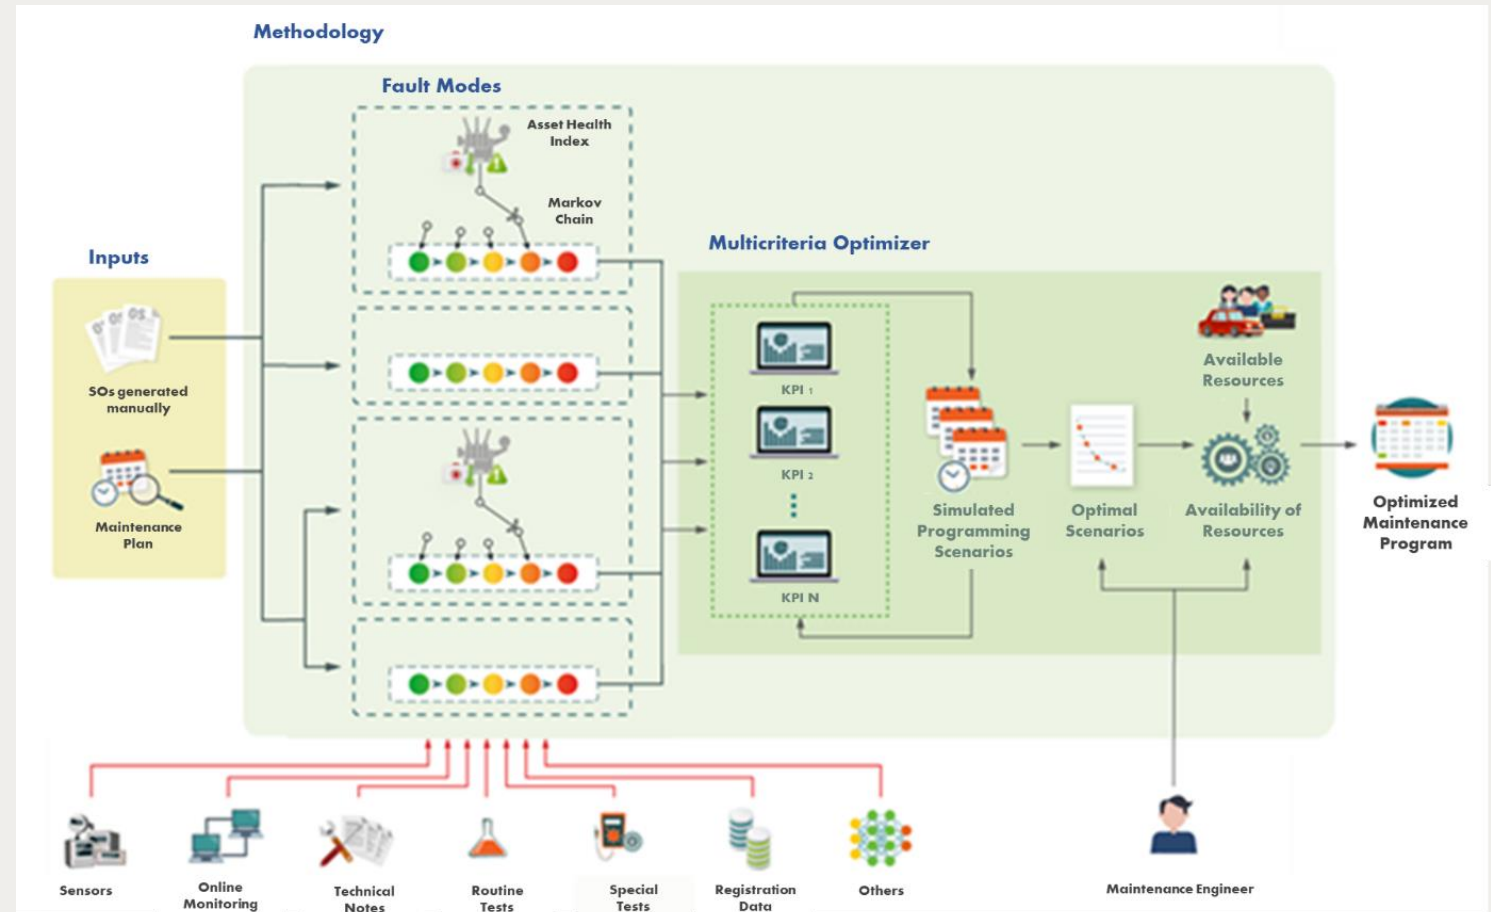 Methodology
Fault Modes
Asset Health
Index
Markov
Chain
Multicriteria Optimizer
Inputs
SOs generated
manually
Maintenance
Plan
KPI 1
KPI 2
KPI N
Simulated
Programming
Scenarios
Optimal
Scenarios
Available
Resources
Availability of
Resources
Optimized
Maintenance
Program
Sensors
Online
Monitoring
Technical
Notes
Routine
Tests
Special
Tests
Registration
Data
Others
Maintenance Engineer